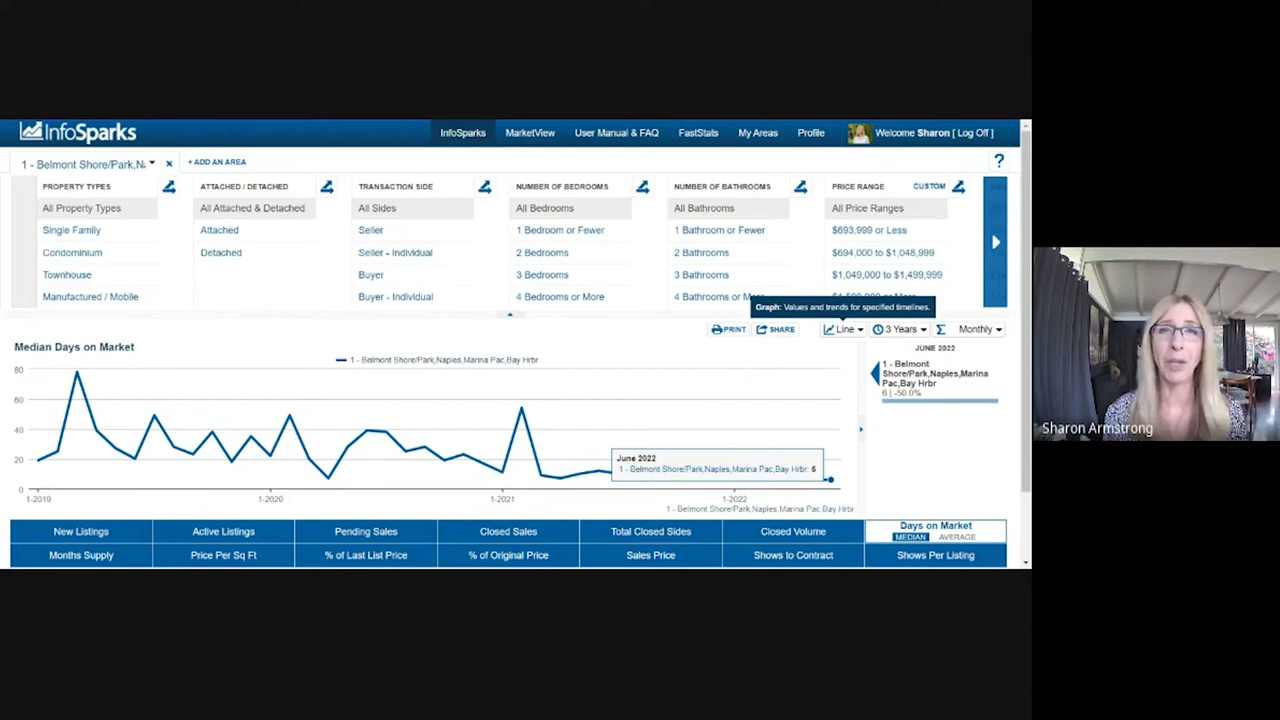 InfoSparks
InfoSparks MarketView User Manual & FAQ FastStats My Areas Profile Welcome Sharon [ Log Off ]
1 - Belmont Shore/Park,N
+ ADD AN AREA
?
PROPERTY TYPES
All Property Types
Single Family
Condominium
Townhouse
Manufactured / Mobile
ATTACHED / DETACHED
All Attached & Detached
Attached
Detached
TRANSACTION SIDE
All Sides
Seller
Seller - Individual
Buyer
Buyer - Individual
NUMBER OF BEDROOMS
All Bedrooms
1 Bedroom or Fewer
2 Bedrooms
3 Bedrooms
4 Bedrooms or More
NUMBER OF BATHROOMS
All Bathrooms
1 Bathroom or Fewer
2 Bathrooms
3 Bathrooms
4 Bathrooms or More
PRICE RANGE CUSTOM
All Price Ranges
$693,999 or Less
$694,000 to $1,048,999
$1,049,000 to $1,499,999
Graph: Values and trends for specified timelines.
PRINT SHARE Line 3 Years Σ Monthly
Median Days on Market
1 - Belmont Shore/Park,Naples,Marina Pac,Bay Hrbr
80
60
40
20
0
1-2019 1-2020 1-2021 1-2022
June 2022
1 - Belmont Shore/Park,Naples,Marina Pac,Bay Hrbr: 6
1 - Belmont Shore/Park,Naples,Marina Pac,Bay Hrbr
JUNE 2022
1 - Belmont
Shore/Park,Naples,Marina
Pac,Bay Hrbr
6 | -50.0%
Sharon Armstrong
New Listings Active Listings Pending Sales Closed Sales Total Closed Sides Closed Volume Days on Market
MEDIAN AVERAGE
Months Supply Price Per Sq Ft % of Last List Price % of Original Price Sales Price Shows to Contract Shows Per Listing